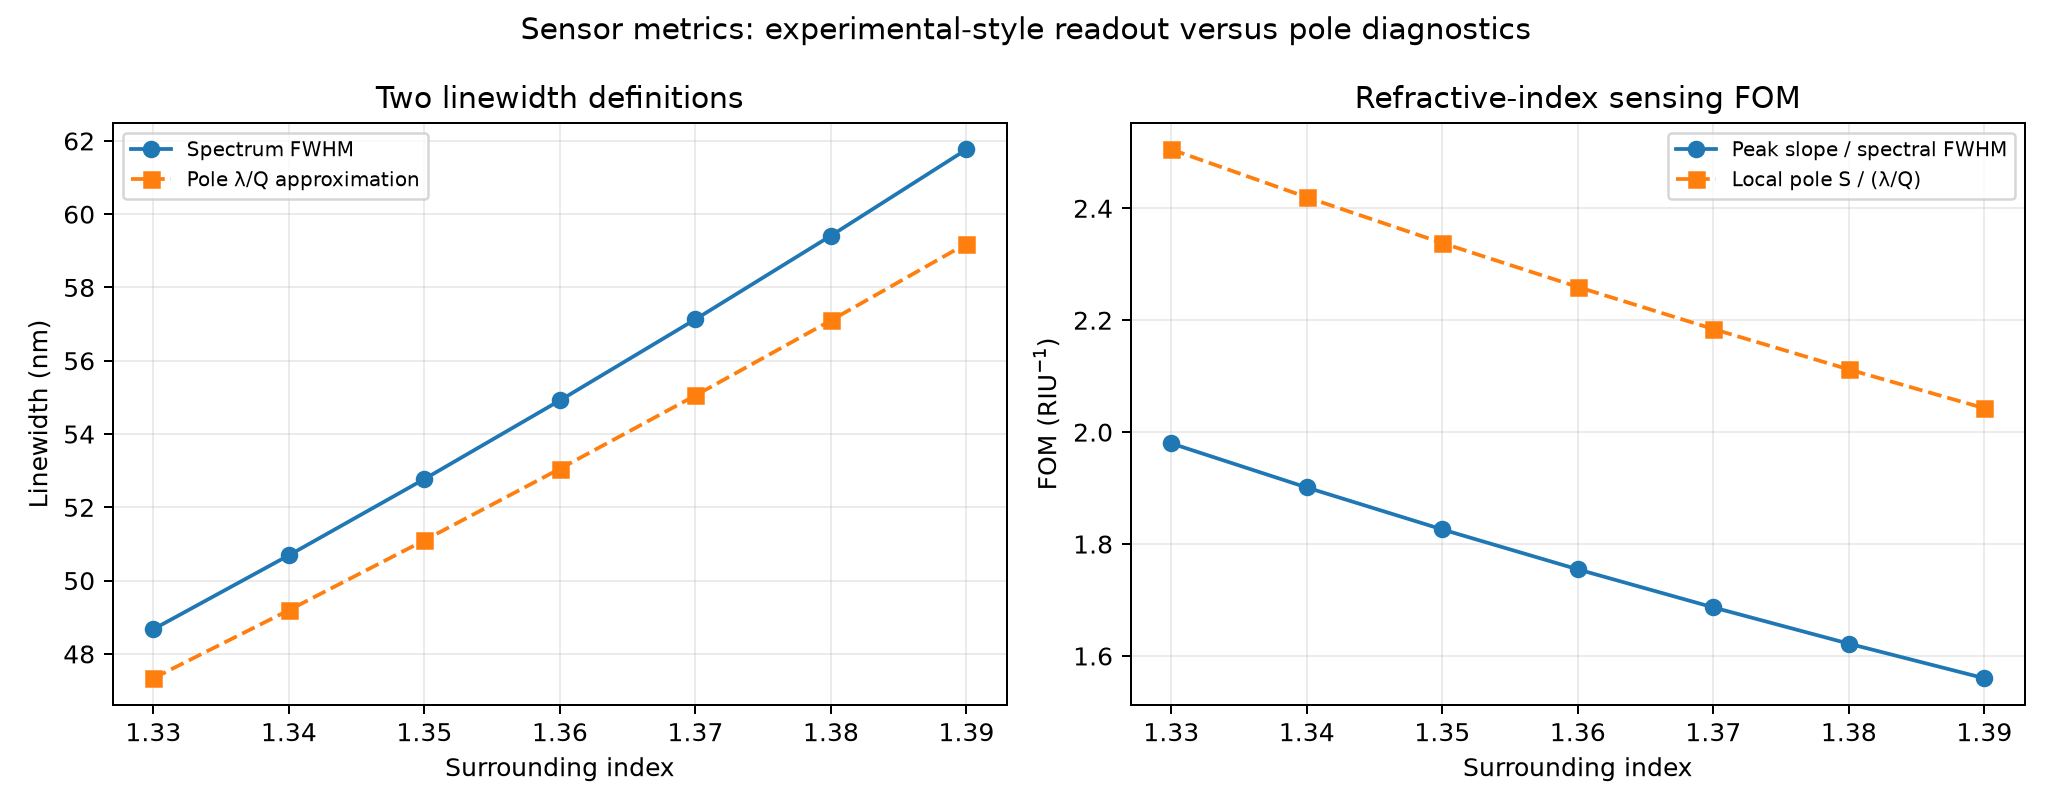 Sensor metrics: experimental-style readout versus pole diagnostics
Two linewidth definitions
Linewidth (nm)
62
60
58
56
54
52
50
48
Spectrum FWHM
Pole λ/Q approximation
1.33 1.34 1.35 1.36 1.37 1.38 1.39
Surrounding index
Refractive-index sensing FOM
FOM (RIU⁻¹)
2.4
2.2
2.0
1.8
1.6
Peak slope / spectral FWHM
Local pole S / (λ/Q)
1.33 1.34 1.35 1.36 1.37 1.38 1.39
Surrounding index